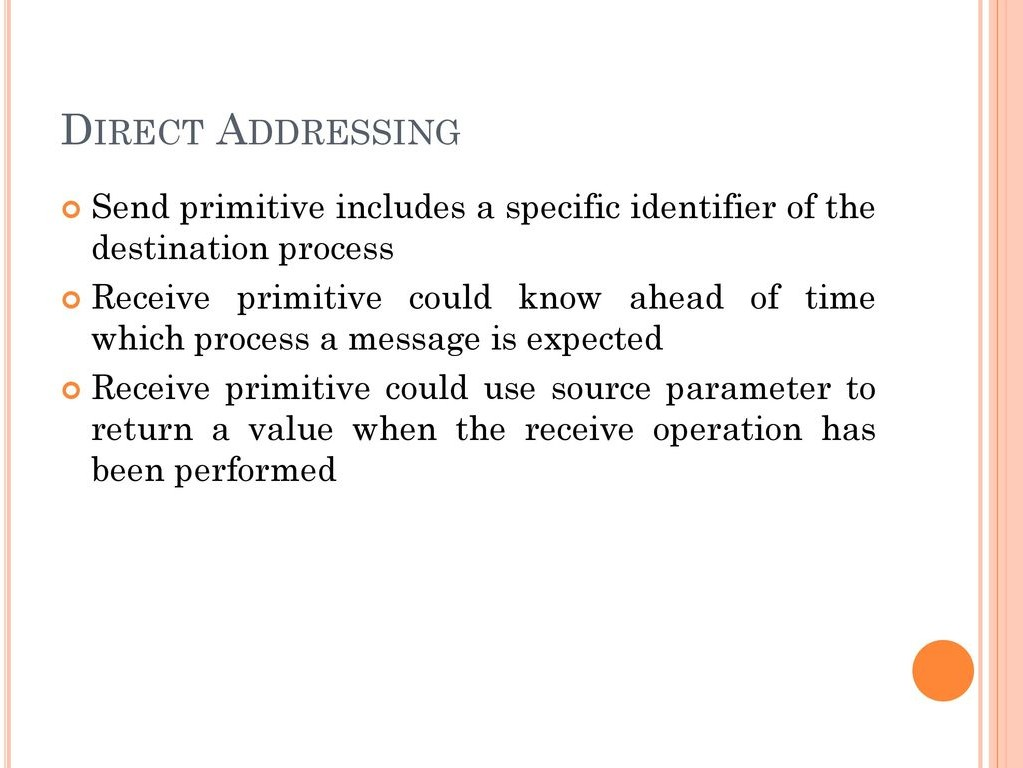 DIRECT ADDRESSING
Send primitive includes a specific identifier of the
destination process
Receive primitive could know ahead of time
which process a message is expected
Receive primitive could use source parameter to
return a value when the receive operation has
been performed